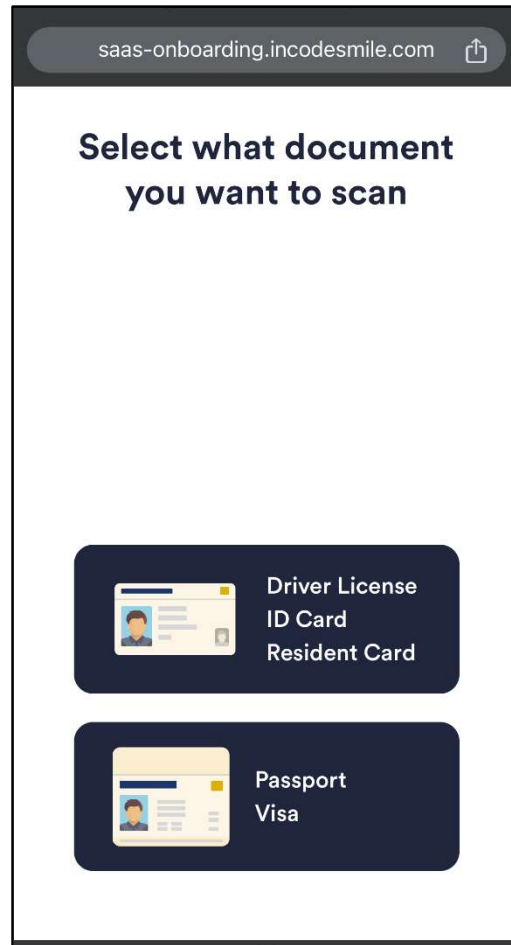 saas-onboarding.incodesmile.com
Select what document
you want to scan
Driver License
ID Card
Resident Card
Passport
Visa